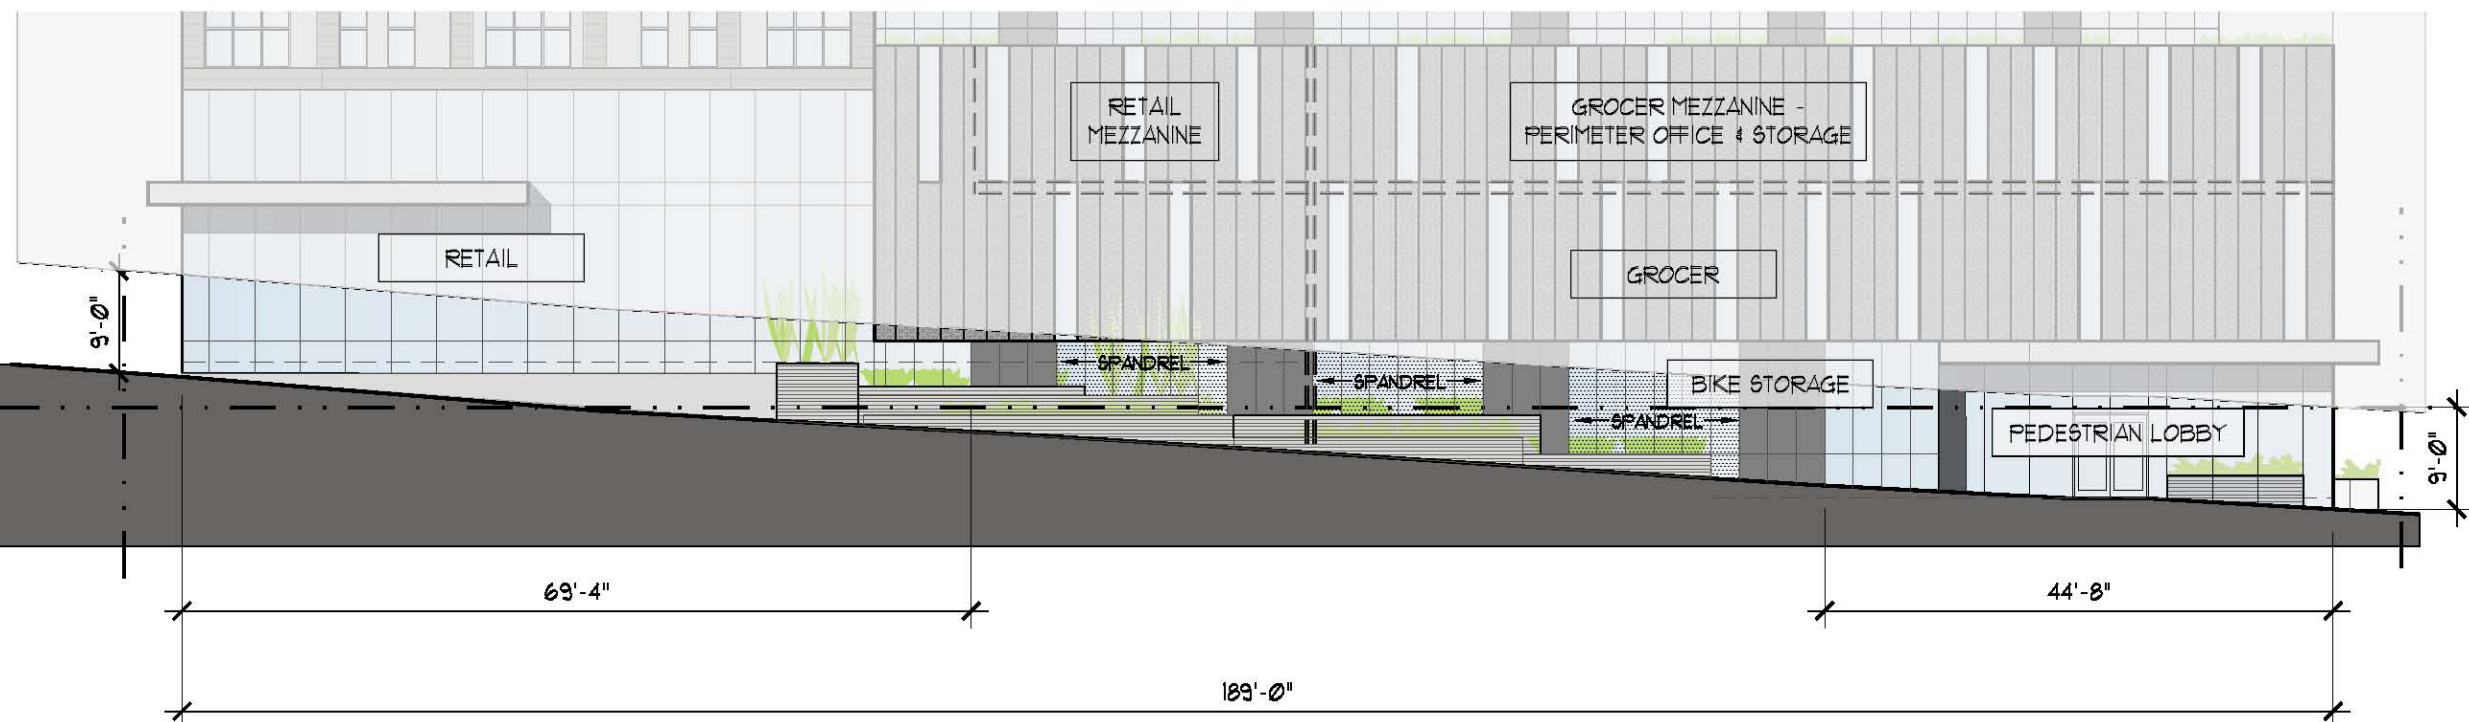 RETAIL
MEZZANINE
GROCER MEZZANINE -
PERIMETER OFFICE & STORAGE
RETAIL
GROCER
9'-0"
SPANDREL
SPANDREL
BIKE STORAGE
SPANDREL
PEDESTRIAN LOBBY
9'-0"
69'-4"
44'-8"
189'-0"